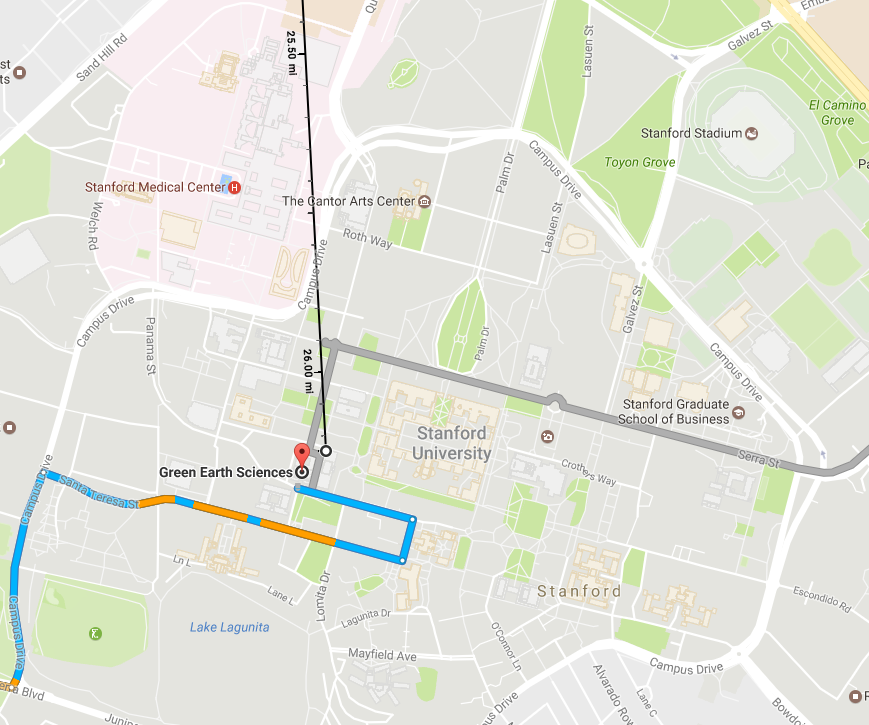 Galvez St
Sand Hill Rd
25.50 mi
Lasuen St
El Camino
Grove
Stanford Stadium
Toyon Grove
Campus Drive
Palm Dr
Stanford Medical Center
H
The Cantor Arts Center
Welch Rd
Roth Way
Lasuen St
Campus Drive
Galvez St
Campus Drive
Panama St
Palm Dr
26.00 mi
Campus Drive
Stanford Graduate
School of Business
Stanford
University
Serra St
Green Earth Sciences
Crothers Way
Campus Drive
Santa Teresa St
Ln L
Lane L
Lomita Dr
Stanford
Escondido Rd
Lagunita Dr
Lake Lagunita
O'Connor Ln
Campus Drive
Mayfield Ave
Campus Drive
Blvd